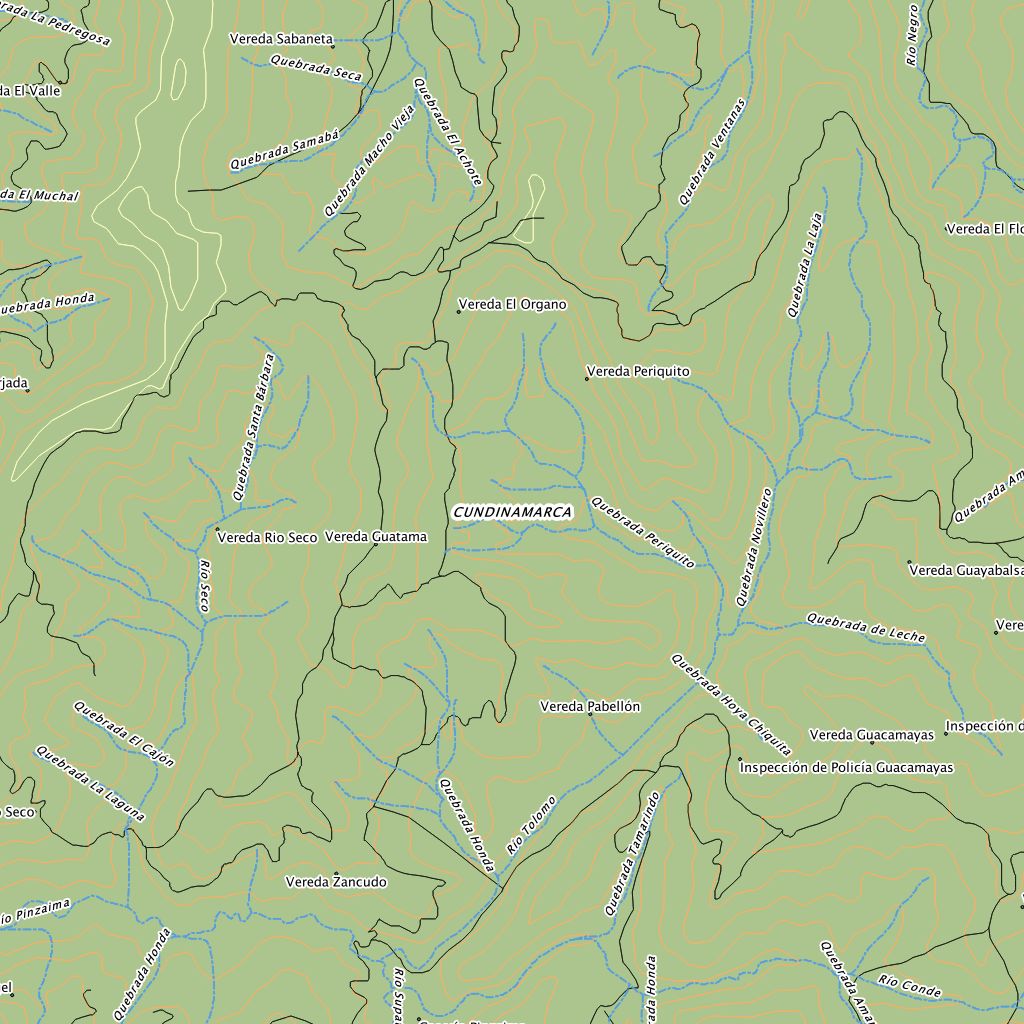 La Pedregosa
Río Negro
Vereda Sabaneta
Quebrada Seca
El Valle
Quebrada El Achote
Quebrada Macho Vieja
Quebrada Ventanas
Quebrada Samabá
El Muchal
Vereda El
Quebrada La Laja
Quebrada Honda
Vereda El Organo
Vereda Periquito
Quebrada Santa Bárbara
CUNDINAMARCA
Quebrada
Quebrada Periquito
Quebrada Novillero
Vereda Rio Seco
Vereda Guatama
Río Seco
Vereda
Quebrada de Leche
Quebrada Hoya Chiquita
Vereda Pabellón
Quebrada El Cajón
Vereda Guacamayas
Inspección
Quebrada La Laguna
Inspección de Policía Guacamayas
Seco
Quebrada Honda
Río Tolomo
Quebrada Tamarindo
Vereda Zancudo
Río Pinzaima
Quebrada Honda
Río
Honda
Quebrada
Río Conde